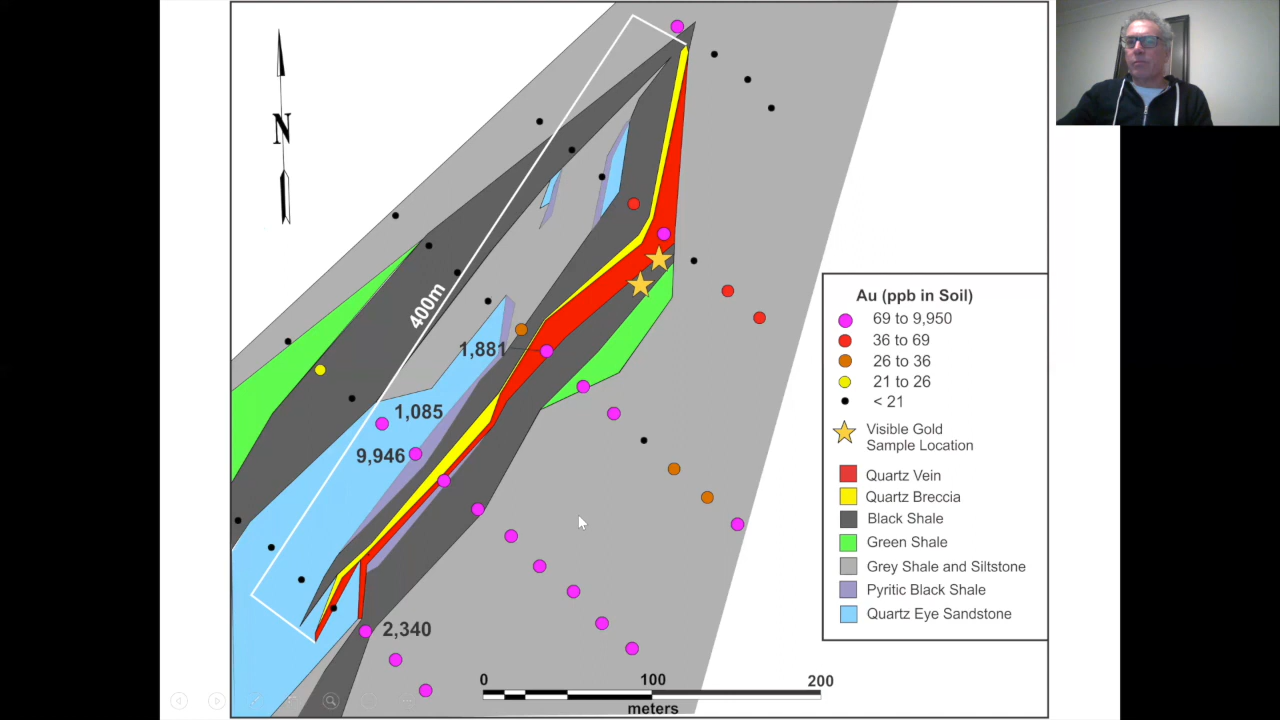 N
400m
1,881
1,085
9,946
2,340
Au (ppb in Soil)
69 to 9,950
36 to 69
26 to 36
21 to 26
< 21
Visible Gold
Sample Location
Quartz Vein
Quartz Breccia
Black Shale
Green Shale
Grey Shale and Siltstone
Pyritic Black Shale
Quartz Eye Sandstone
0 100 200
meters